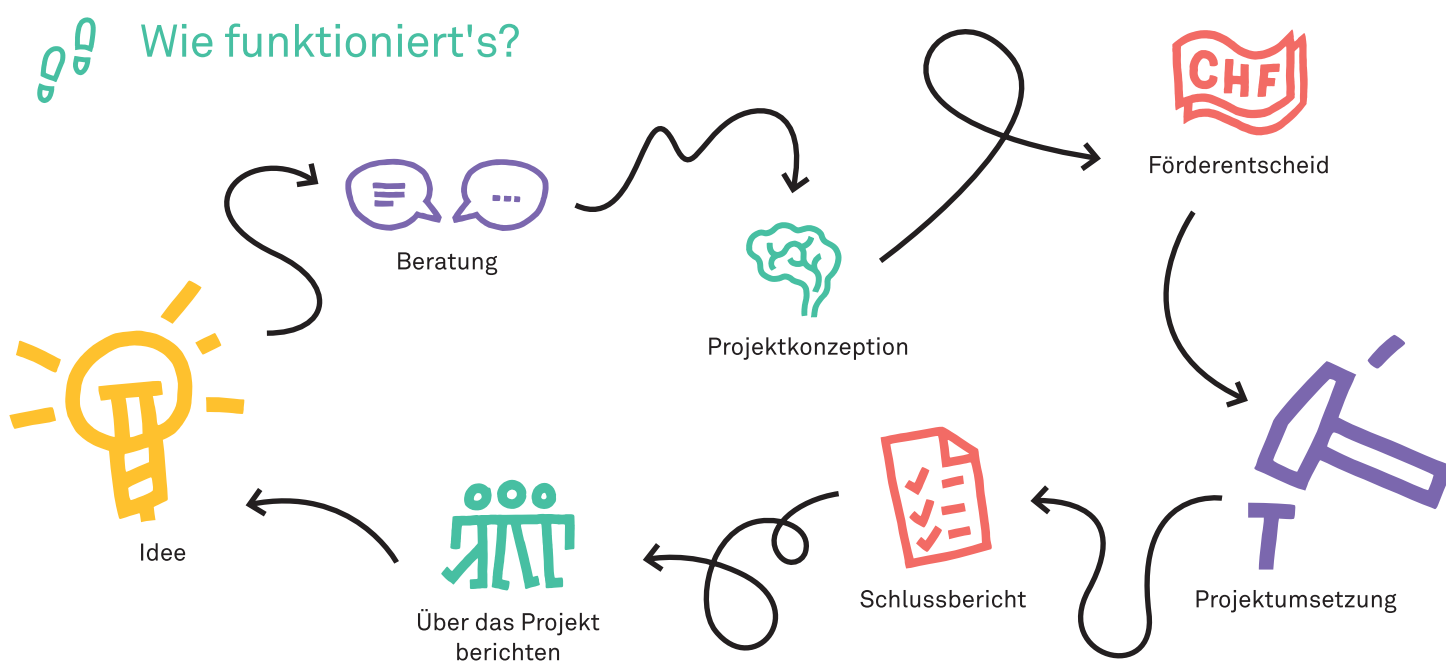 Wie funktioniert's?
CHF
Förderentscheid
Beratung
Projektkonzeption
Idee
Schlussbericht
Projektumsetzung
Über das Projekt
berichten